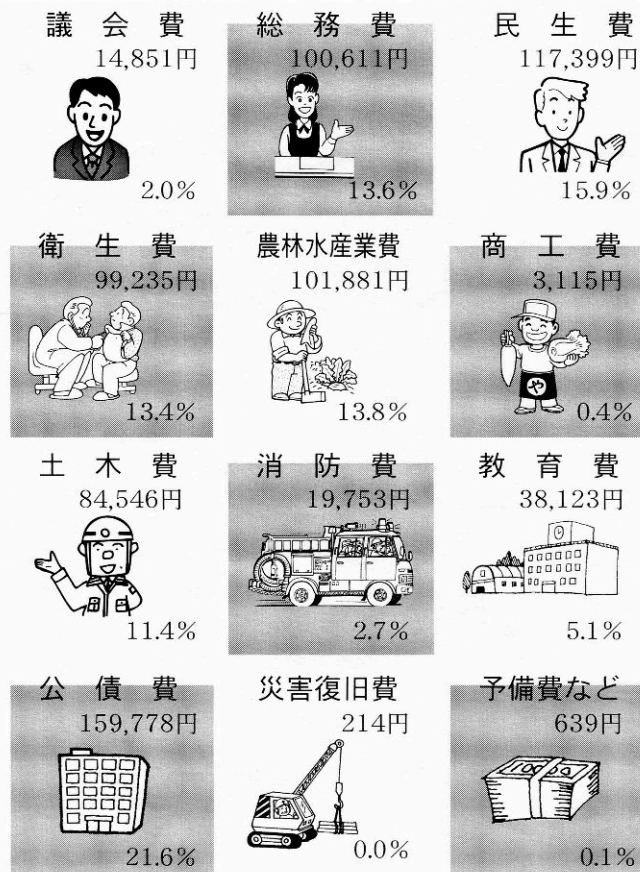 議会費
14,851円
2.0%
総務費
100,611円
13.6%
民生費
117,399円
15.9%
衛生費
99,235円
13.4%
農林水産業費
101,881円
13.8%
商工費
3,115円
や
0.4%
土木費
84,546円
11.4%
消防費
19,753円
2.7%
教育費
38,123円
5.1%
公債費
159,778円
21.6%
災害復旧費
214円
0.0%
予備費など
639円
0.1%